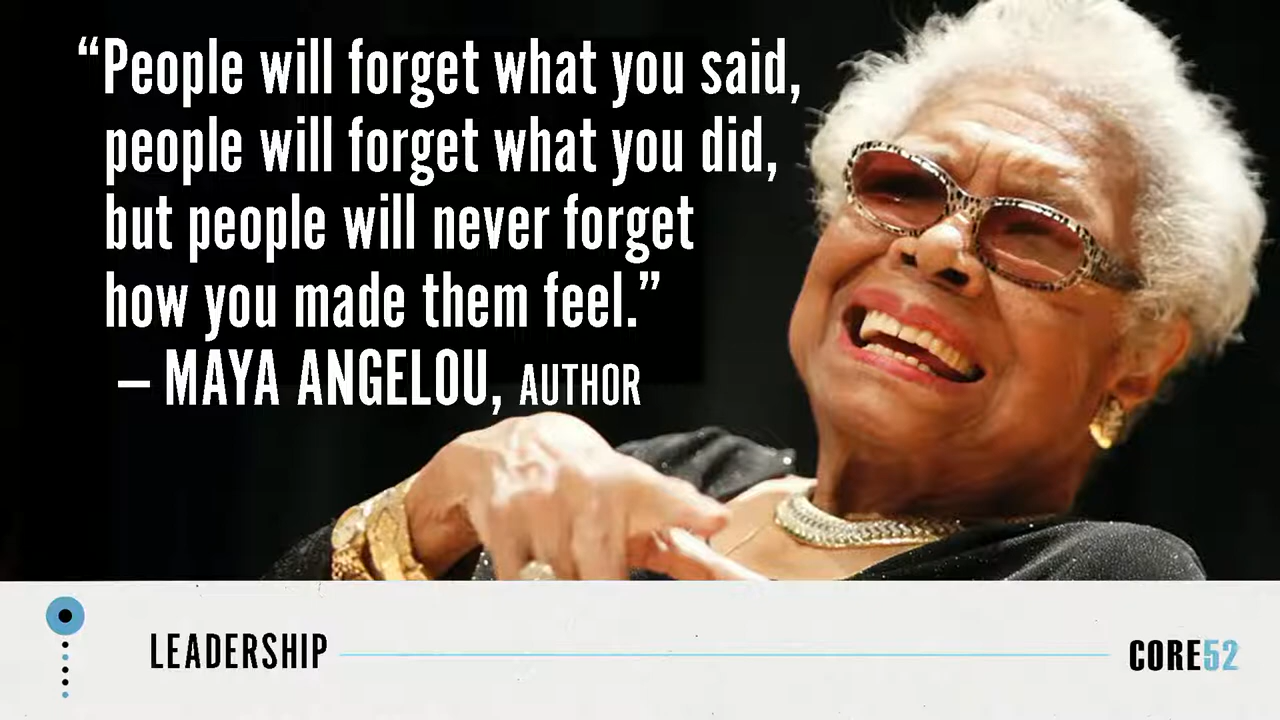 “People will forget what you said,
people will forget what you did,
but people will never forget
how you made them feel.”
– MAYA ANGELOU, AUTHOR
LEADERSHIP
CORE52